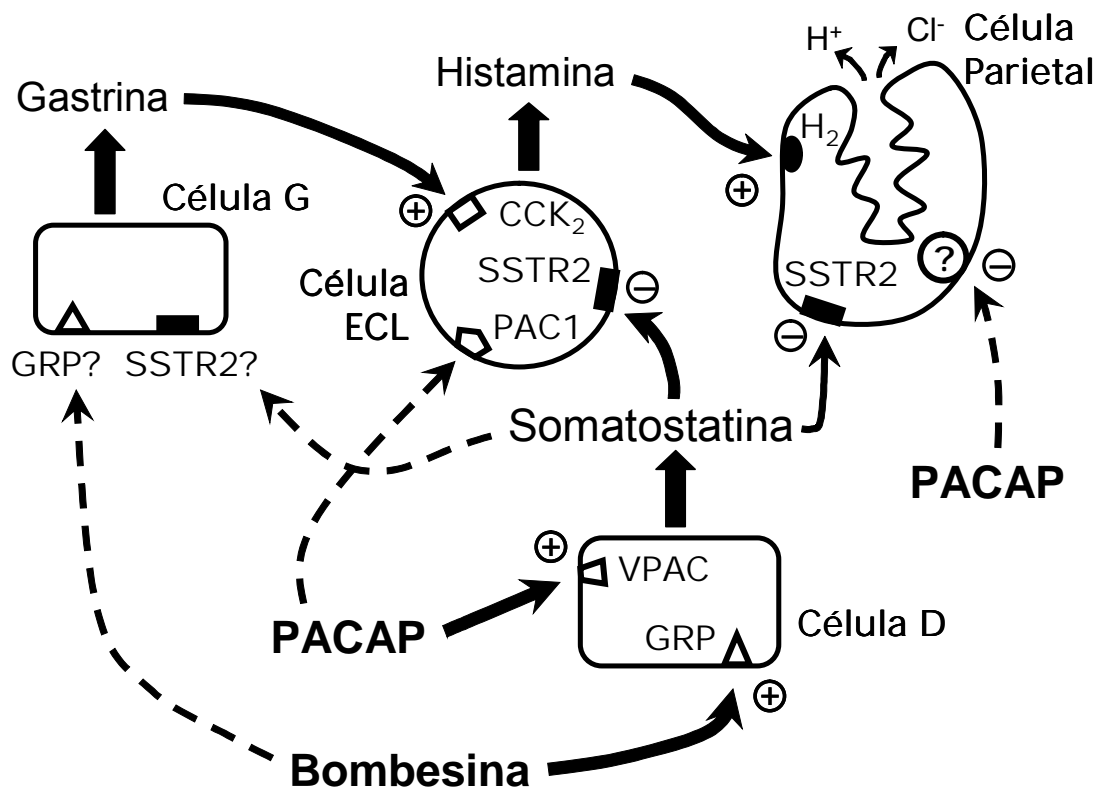 H+
Cl-
Célula
Parietal
Histamina
Gastrina
H2
Célula G
CCK2
SSTR2
Célula
ECL
PAC1
SSTR2
?
GRP?
SSTR2?
Somatostatina
PACAP
VPAC
GRP
Célula D
PACAP
Bombesina
+
+
−
−
−
+
+